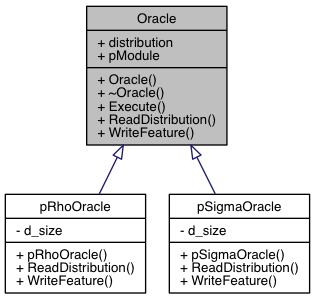 Oracle
+ distribution
+ pModule
+ Oracle()
+ ~Oracle()
+ Execute()
+ ReadDistribution()
+ WriteFeature()
pRhoOracle
- d_size
+ pRhoOracle()
+ ReadDistribution()
+ WriteFeature()
pSigmaOracle
- d_size
+ pSigmaOracle()
+ ReadDistribution()
+ WriteFeature()